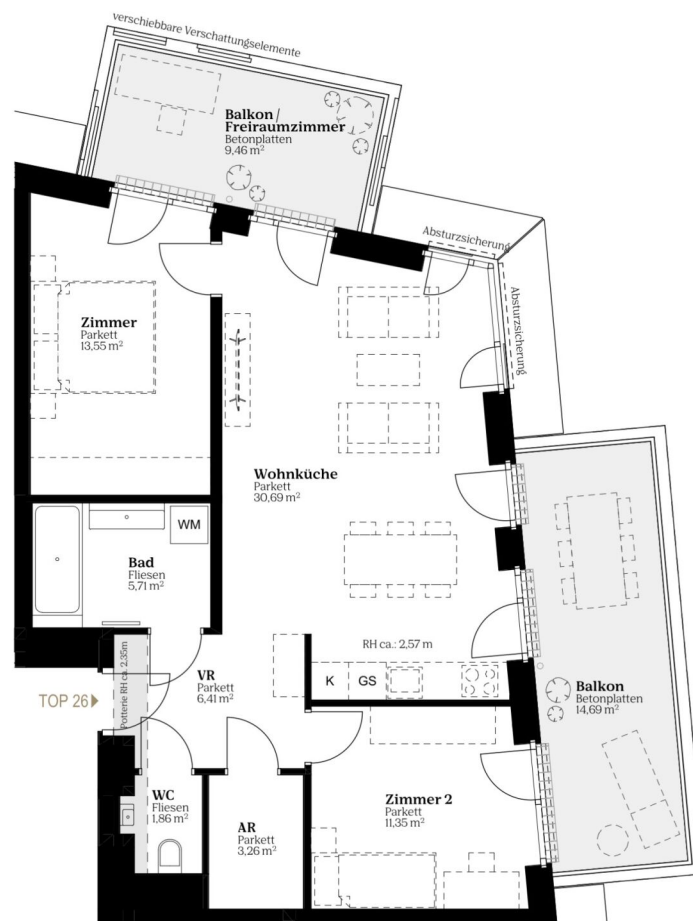 verschiebbare Verschattungselemente
Balkon /
Freiraumzimmer
Betonplatten
9,46 m²
Absturzsicherung
Absturzsicherung
Zimmer
Parkett
13,55 m²
Wohnküche
Parkett
30,69 m²
WM
Bad
Fliesen
5,71 m²
RH ca.: 2,57 m
K
GS
Potterie RH ca. 2,35m
VR
Parkett
6,41 m²
TOP 26
Balkon
Betonplatten
14,69 m²
WC
Fliesen
1,86 m²
AR
Parkett
3,26 m²
Zimmer 2
Parkett
11,35 m²